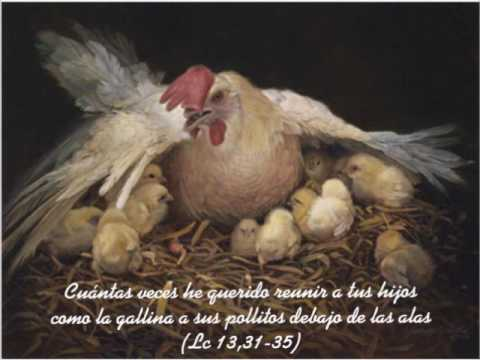 Cuántas veces he querido reunir a tus hijos
como la gallina a sus pollitos debajo de las alas
(Lc 13,31-35)